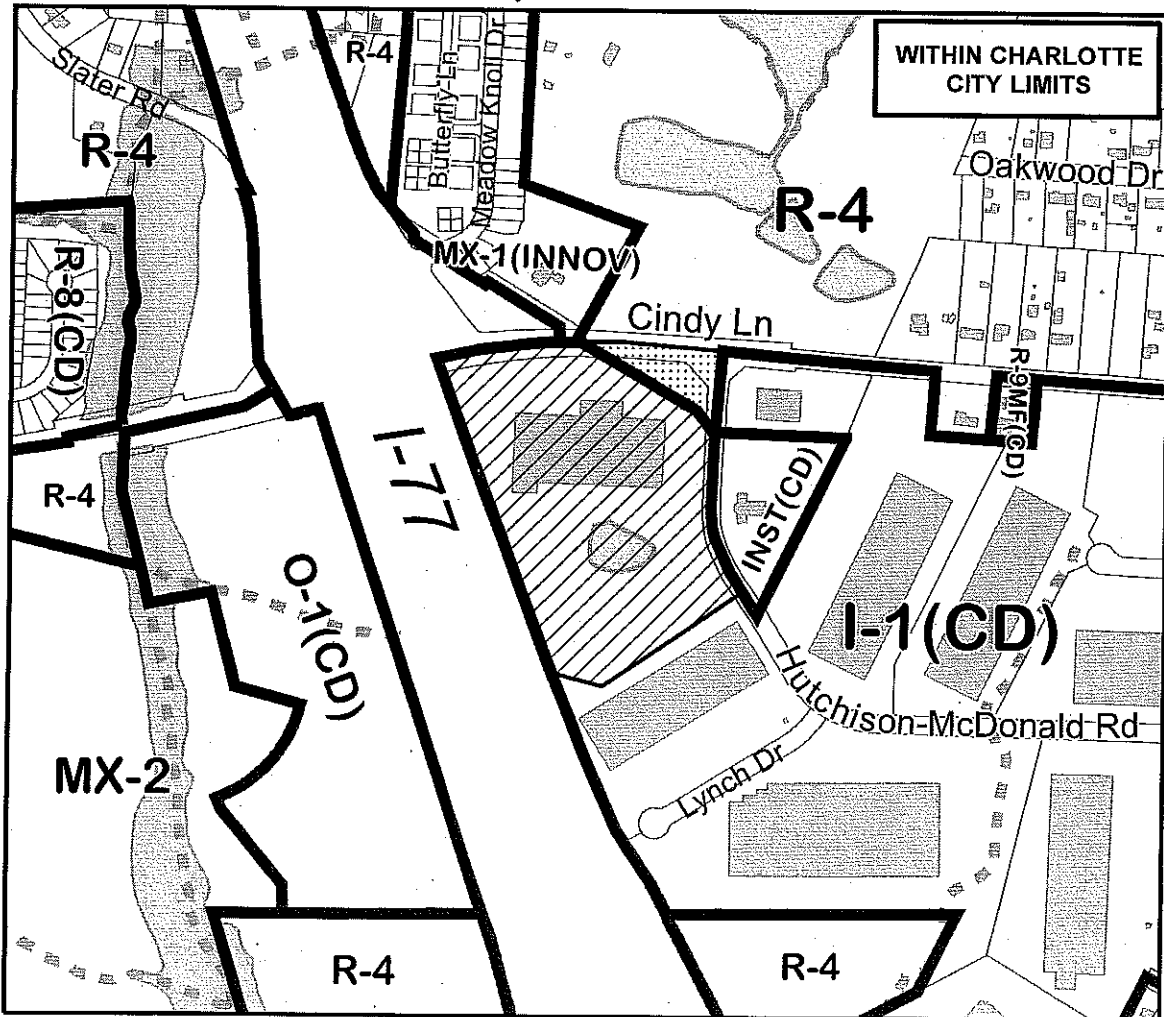 WITHIN CHARLOTTE
CITY LIMITS
R-4
Slater Rd
Butterfly Ln
Meadow Knoll Dr
R-4
Oakwood Dr
R-4
R-8(CD)
MX-1(INNOV)
Cindy Ln
R-9MF(CD)
I-77
R-4
INST(CD)
O-1(CD)
I-1(CD)
Hutchison-McDonald Rd
MX-2
Lynch Dr
R-4
R-4